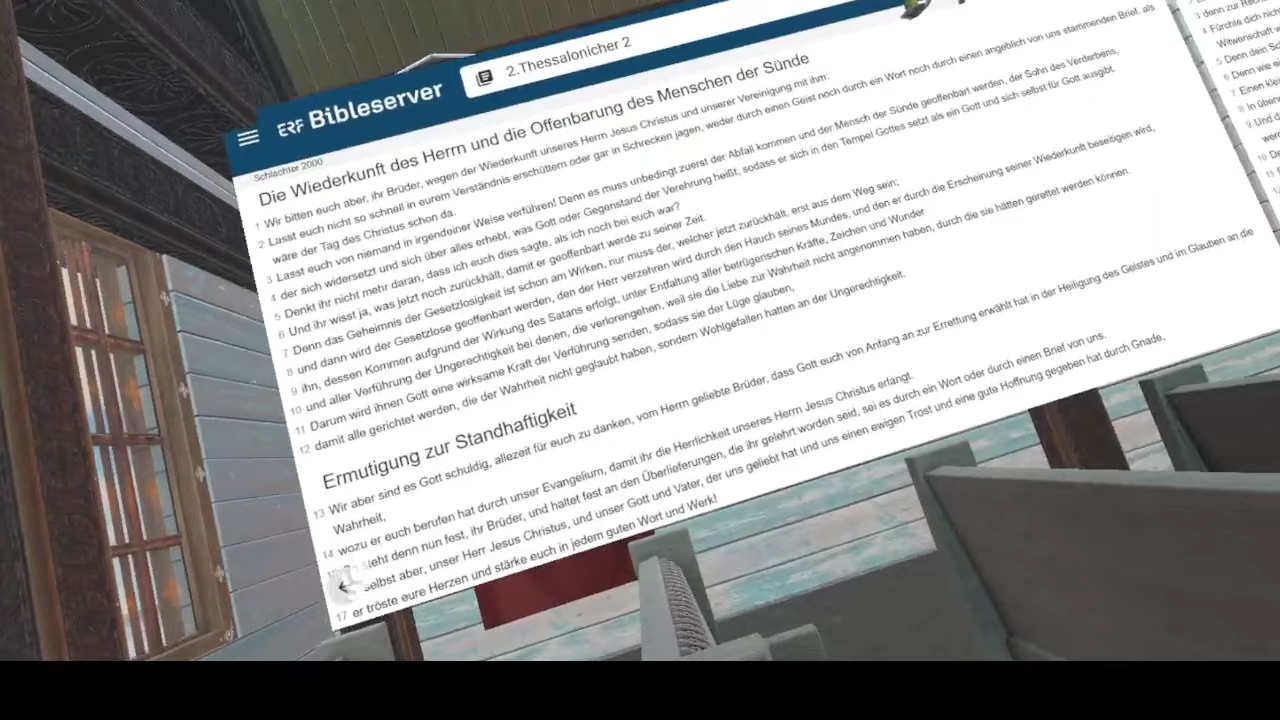 ERF Bibleserver
2.Thessalonicher 2
Schlachter 2000
Die Wiederkunft des Herrn und die Offenbarung des Menschen der Sünde
1 Wir bitten euch aber, ihr Brüder, wegen der Wiederkunft unseres Herrn Jesus Christus und unserer Vereinigung mit ihm:
2 Lasst euch nicht so schnell in eurem Verständnis erschüttern oder gar in Schrecken jagen, weder durch einen Geist noch durch ein Wort noch durch einen angeblich von uns stammenden Brief, als
wäre der Tag des Christus schon da.
3 Lasst euch von niemand in irgendeiner Weise verführen! Denn es muss unbedingt zuerst der Abfall kommen und der Mensch der Sünde geoffenbart werden, der Sohn des Verderbens,
4 der sich widersetzt und sich über alles erhebt, was Gott oder Gegenstand der Verehrung heißt, sodass er sich in den Tempel Gottes setzt als ein Gott und sich selbst für Gott ausgibt.
5 Denkt ihr nicht mehr daran, dass ich euch dies sagte, als ich noch bei euch war?
6 Und ihr wisst ja, was jetzt noch zurückhält, damit er geoffenbart werde zu seiner Zeit.
7 Denn das Geheimnis der Gesetzlosigkeit ist schon am Wirken, nur muss der, welcher jetzt zurückhält, erst aus dem Weg sein;
8 und dann wird der Gesetzlose geoffenbart werden, den der Herr verzehren wird durch den Hauch seines Mundes, und den er durch die Erscheinung seiner Wiederkunft beseitigen wird,
9 ihn, dessen Kommen aufgrund der Wirkung des Satans erfolgt, unter Entfaltung aller betrügerischen Kräfte, Zeichen und Wunder
10 und aller Verführung der Ungerechtigkeit bei denen, die verlorengehen, weil sie die Liebe zur Wahrheit nicht angenommen haben, durch die sie hätten gerettet werden können.
11 Darum wird ihnen Gott eine wirksame Kraft der Verführung senden, sodass sie der Lüge glauben,
12 damit alle gerichtet werden, die der Wahrheit nicht geglaubt haben, sondern Wohlgefallen hatten an der Ungerechtigkeit.
Ermutigung zur Standhaftigkeit
13 Wir aber sind es Gott schuldig, allezeit für euch zu danken, vom Herrn geliebte Brüder, dass Gott euch von Anfang an zur Errettung erwählt hat in der Heiligung des Geistes und im Glauben an die
Wahrheit,
14 wozu er euch berufen hat durch unser Evangelium, damit ihr die Herrlichkeit unseres Herrn Jesus Christus erlangt.
denn nun fest, ihr Brüder, und haltet fest an den Überlieferungen, die ihr gelehrt worden seid, sei es durch ein Wort oder durch einen Brief von uns.
selbst aber, unser Herr Jesus Christus, und unser Gott und Vater, der uns geliebt hat und uns einen ewigen Trost und eine gute Hoffnung gegeben hat durch Gnade,
17 er tröste eure Herzen und stärke euch in jedem guten Wort und Werk!
3 denn zur
4 Fürchte dich
Witwenschaft
5 Denn dein
6 Denn wie
7 Einen
8 In
9 Und
10
11